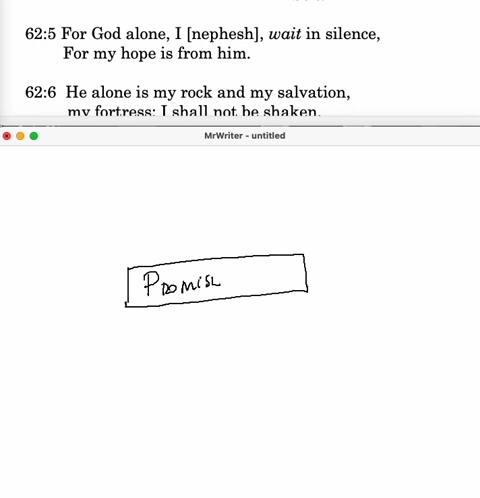 62:5 For God alone, I [nephesh], wait in silence,
For my hope is from him.
62:6 He alone is my rock and my salvation,
my fortress; I shall not be shaken.
MrWriter - untitled
Promise